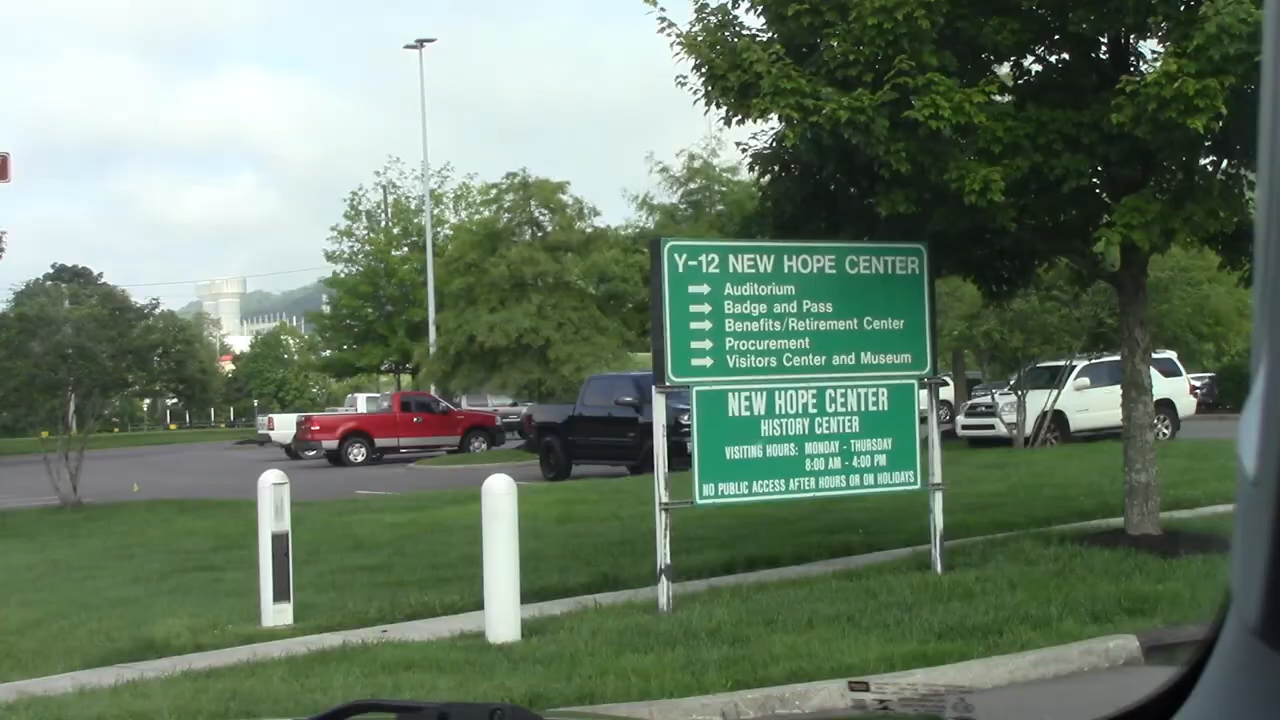 Y-12 NEW HOPE CENTER
Auditorium
Badge and Pass
Benefits/Retirement Center
Procurement
Visitors Center and Museum
NEW HOPE CENTER
HISTORY CENTER
VISITING HOURS: MONDAY - THURSDAY
8:00 AM - 4:00 PM
NO PUBLIC ACCESS AFTER HOURS OR ON HOLIDAYS